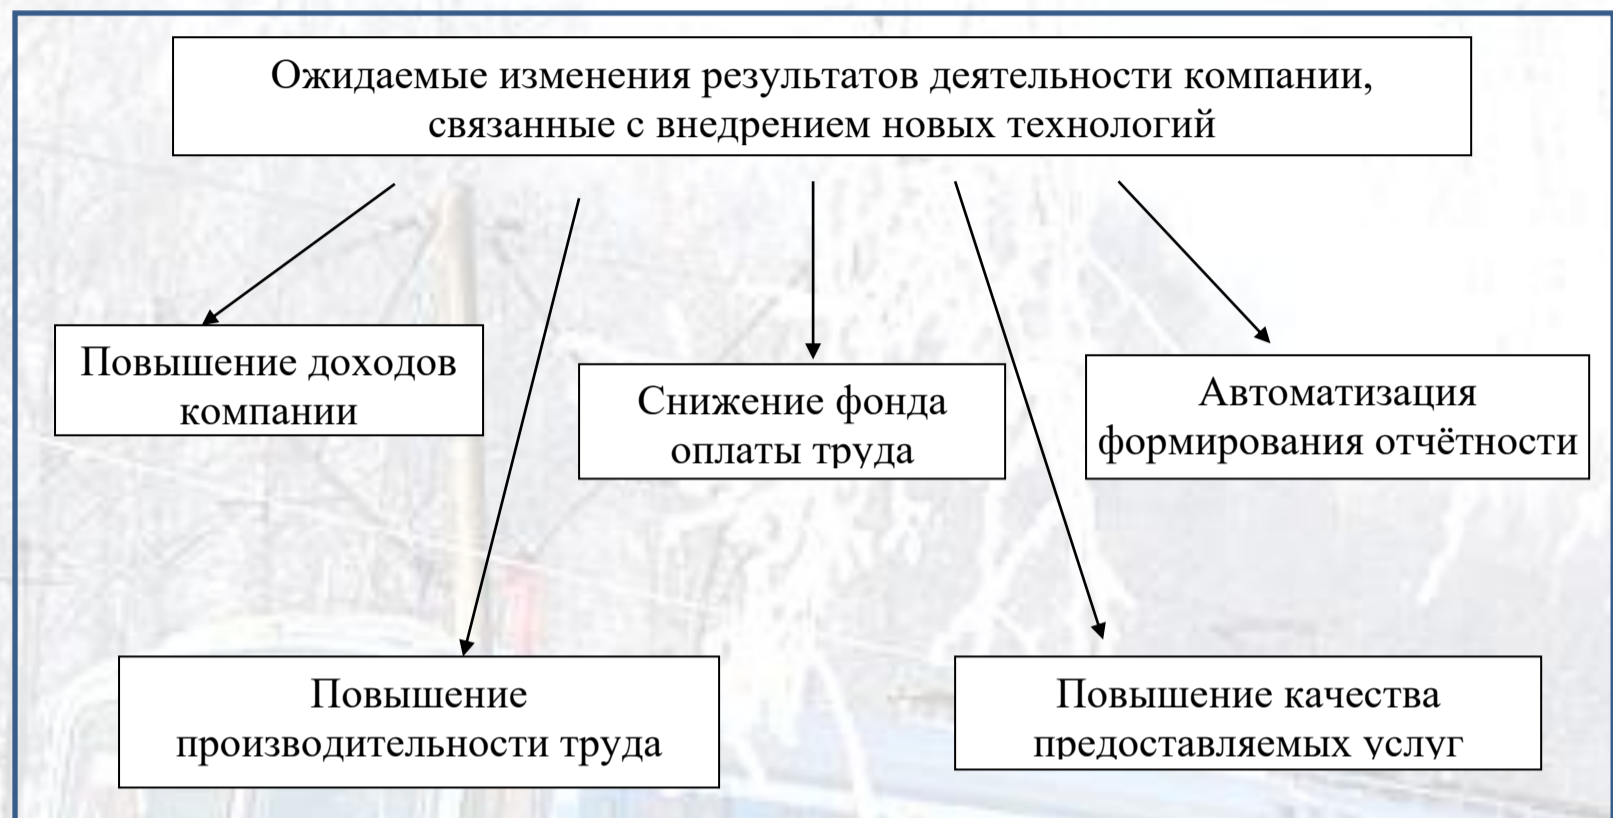 Ожидаемые изменения результатов деятельности компании,
связанные с внедрением новых технологий
Повышение доходов
компании
Снижение фонда
оплаты труда
Автоматизация
формирования отчётности
Повышение
производительности труда
Повышение качества
предоставляемых услуг